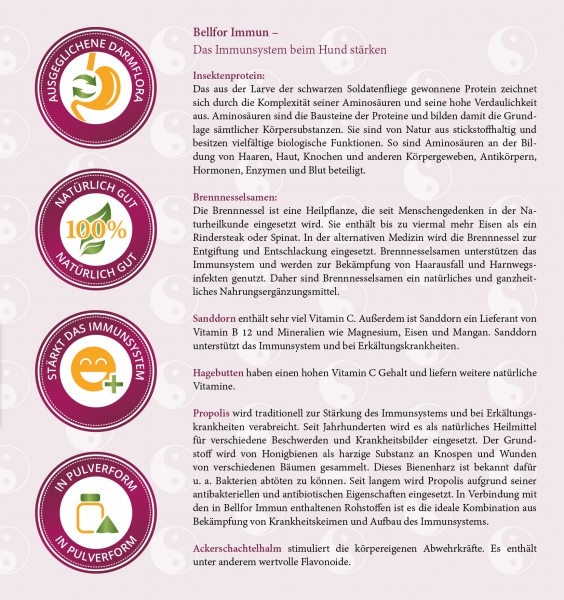 AUSGEGLICHENE DARMFLORA
NATÜRLICH GUT
100%
NATÜRLICH GUT
STÄRKT DAS IMMUNSYSTEM
IN PULVERFORM
IN PULVERFORM
Bellfor Immun –
Das Immunsystem beim Hund stärken
Insektenprotein:
Das aus der Larve der schwarzen Soldatenfliege gewonnene Protein zeichnet
sich durch die Komplexität seiner Aminosäuren und seine hohe Verdaulichkeit
aus. Aminosäuren sind die Bausteine der Proteine und bilden damit die Grund-
lage sämtlicher Körpersubstanzen. Sie sind von Natur aus stickstoffhaltig und
besitzen vielfältige biologische Funktionen. So sind Aminosäuren an der Bil-
dung von Haaren, Haut, Knochen und anderen Körpergeweben, Antikörpern,
Hormonen, Enzymen und Blut beteiligt.
Brennnesselsamen:
Die Brennnessel ist eine Heilpflanze, die seit Menschengedenken in der Na-
turheilkunde eingesetzt wird. Sie enthält bis zu viermal mehr Eisen als ein
Rindersteak oder Spinat. In der alternativen Medizin wird die Brennnessel zur
Entgiftung und Entschlackung eingesetzt. Brennnesselsamen unterstützen das
Immunsystem und werden zur Bekämpfung von Haarausfall und Harnwegs-
infekten genutzt. Daher sind Brennnesselsamen ein natürliches und ganzheit-
liches Nahrungsergänzungsmittel.
Sanddorn enthält sehr viel Vitamin C. Außerdem ist Sanddorn ein Lieferant von
Vitamin B 12 und Mineralien wie Magnesium, Eisen und Mangan. Sanddorn
unterstützt das Immunsystem und bei Erkältungskrankheiten.
Hagebutten haben einen hohen Vitamin C Gehalt und liefern weitere natürliche
Vitamine.
Propolis wird traditionell zur Stärkung des Immunsystems und bei Erkältungs-
krankheiten verabreicht. Seit Jahrhunderten wird es als natürliches Heilmittel
für verschiedene Beschwerden und Krankheitsbilder eingesetzt. Der Grund-
stoff wird von Honigbienen als harzige Substanz an Knospen und Wunden
von verschiedenen Bäumen gesammelt. Dieses Bienenharz ist bekannt dafür
u. a. Bakterien abtöten zu können. Seit langem wird Propolis aufgrund seiner
antibakteriellen und antibiotischen Eigenschaften eingesetzt. In Verbindung mit
den in Bellfor Immun enthaltenen Rohstoffen ist es die ideale Kombination aus
Bekämpfung von Krankheitskeimen und Aufbau des Immunsystems.
Ackerschachtelhalm stimuliert die körpereigenen Abwehrkräfte. Es enthält
unter anderem wertvolle Flavonoide.